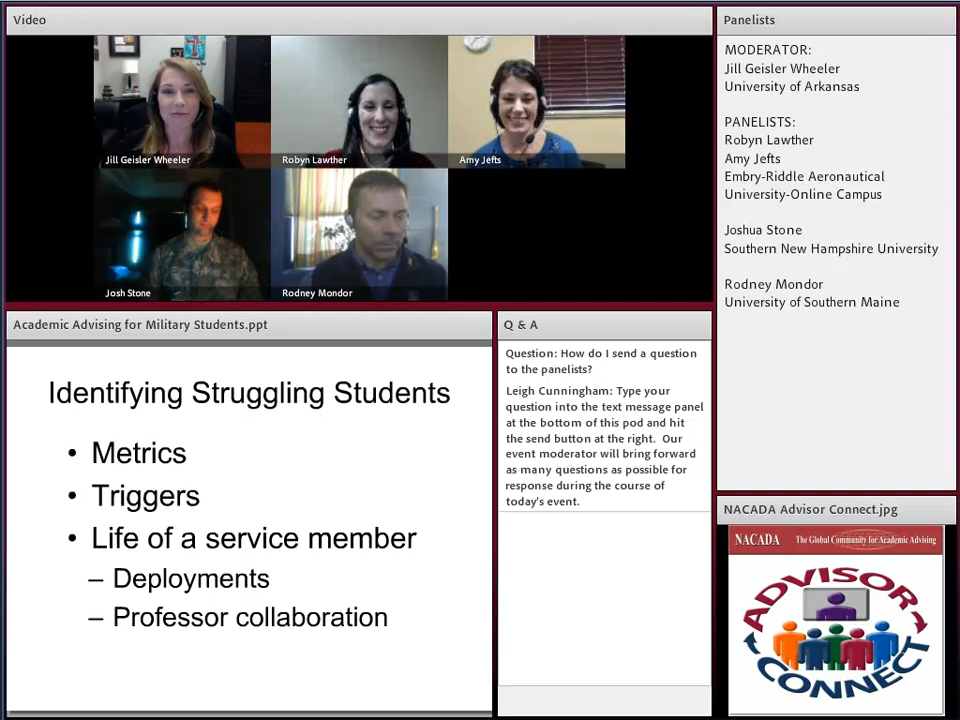 Video
Jill Geisler Wheeler
Robyn Lawther
Amy Jefts
Josh Stone
Rodney Mondor
Panelists
MODERATOR:
Jill Geisler Wheeler
University of Arkansas
PANELISTS:
Robyn Lawther
Amy Jefts
Embry-Riddle Aeronautical
University-Online Campus
Joshua Stone
Southern New Hampshire University
Rodney Mondor
University of Southern Maine
Academic Advising for Military Students.ppt
Identifying Struggling Students
• Metrics
• Triggers
• Life of a service member
– Deployments
– Professor collaboration
Q & A
Question: How do I send a question
to the panelists?
Leigh Cunningham: Type your
question into the text message panel
at the bottom of this pod and hit
the send button at the right.  Our
event moderator will bring forward
as many questions as possible for
response during the course of
today's event.
NACADA Advisor Connect.jpg
NACADA The Global Community for Academic Advising
ADVISOR
CONNECT